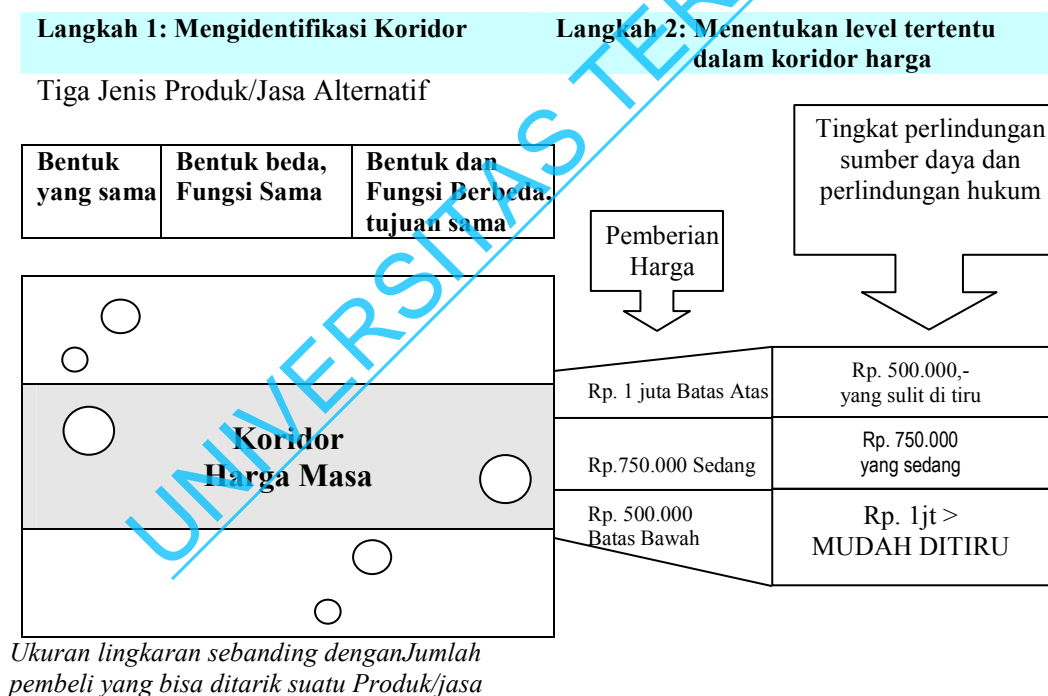 Langkah 1: Mengidentifikasi Koridor
Langkah 2: Menentukan level tertentu
dalam koridor harga
Tiga Jenis Produk/Jasa Alternatif
Bentuk
yang sama
Bentuk beda,
Fungsi Sama
Bentuk dan
Fungsi Berbeda,
tujuan sama
Pemberian
Harga
Tingkat perlindungan
sumber daya dan
perlindungan hukum
Koridor
Harga Masa
Rp. 1 juta Batas Atas
Rp.750.000 Sedang
Rp. 500.000
Batas Bawah
Rp. 500.000,-
yang sulit di tiru
Rp. 750.000
yang sedang
Rp. 1jt >
MUDAH DITIRU
Ukuran lingkaran sebanding denganJumlah
pembeli yang bisa ditarik suatu Produk/jasa
UNIVERSITAS TER